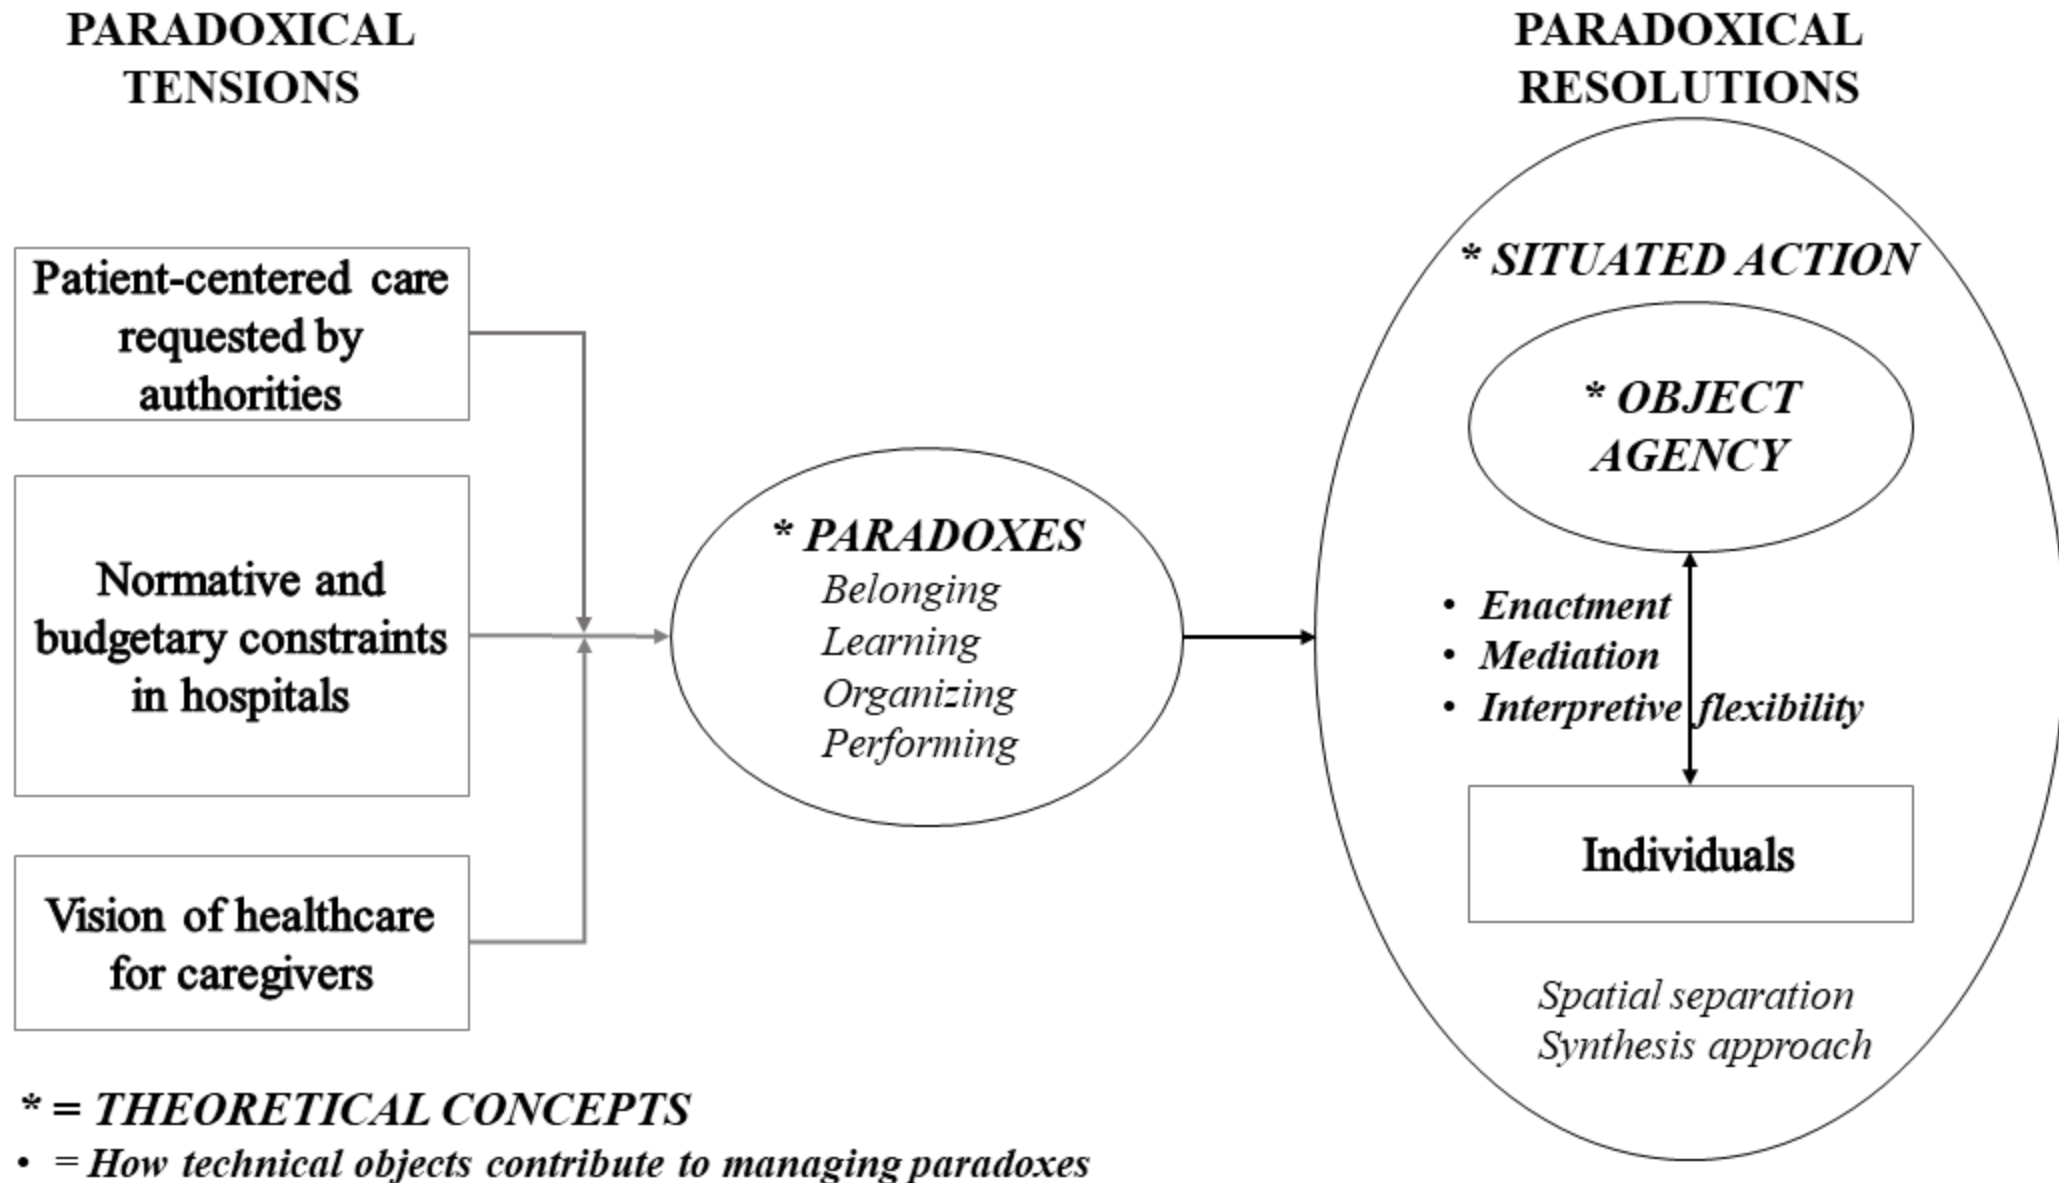 PARADOXICAL
TENSIONS
PARADOXICAL
RESOLUTIONS
Patient-centered care
requested by
authorities
Normative and
budgetary constraints
in hospitals
Vision of healthcare
for caregivers
* PARADOXES
Belonging
Learning
Organizing
Performing
* SITUATED ACTION
* OBJECT
AGENCY
• Enactment
• Mediation
• Interpretive flexibility
Individuals
Spatial separation
Synthesis approach
* = THEORETICAL CONCEPTS
• = How technical objects contribute to managing paradoxes